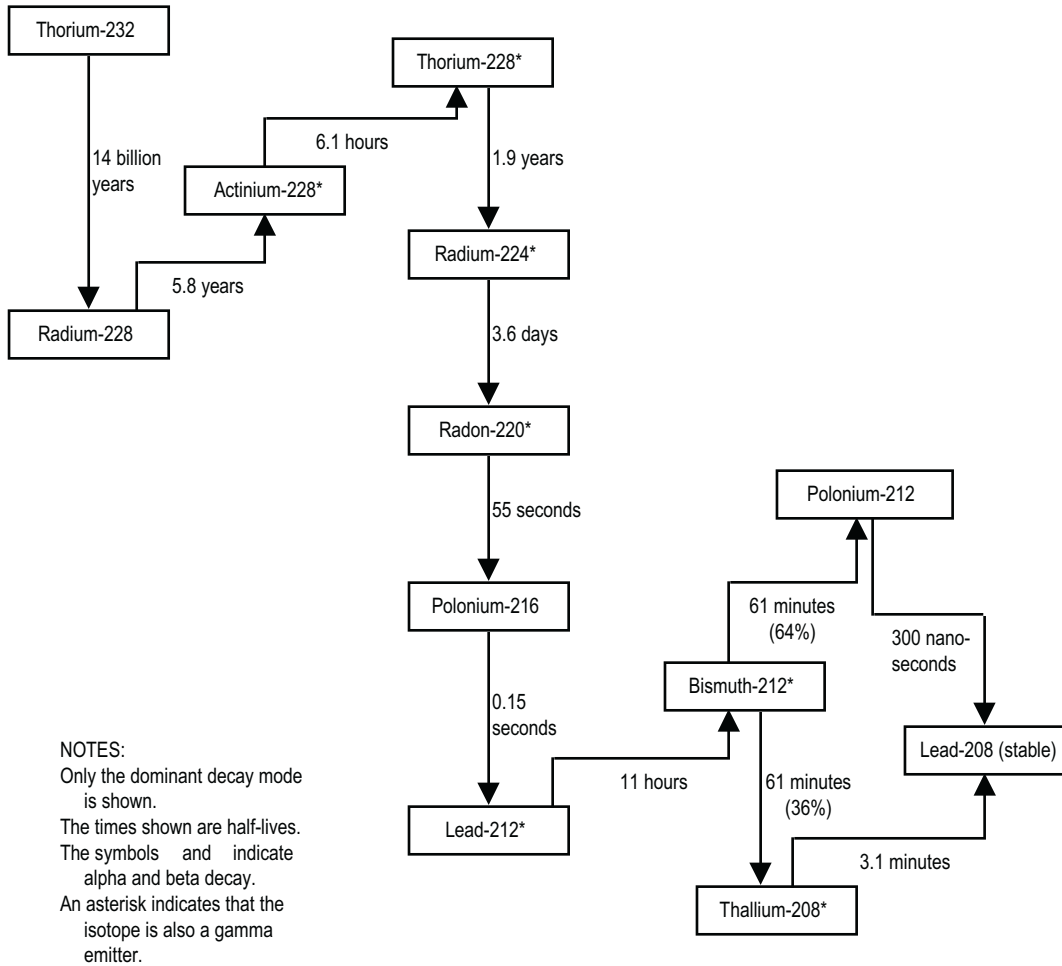 Thorium-232
14 billion
years
Radium-228
5.8 years
Actinium-228*
6.1 hours
Thorium-228*
1.9 years
Radium-224*
3.6 days
Radon-220*
55 seconds
Polonium-216
0.15
seconds
Lead-212*
11 hours
Bismuth-212*
61 minutes
(64%)
Polonium-212
300 nano-
seconds
61 minutes
(36%)
Thallium-208*
3.1 minutes
Lead-208 (stable)
NOTES:
Only the dominant decay mode
is shown.
The times shown are half-lives.
The symbols and indicate
alpha and beta decay.
An asterisk indicates that the
isotope is also a gamma
emitter.